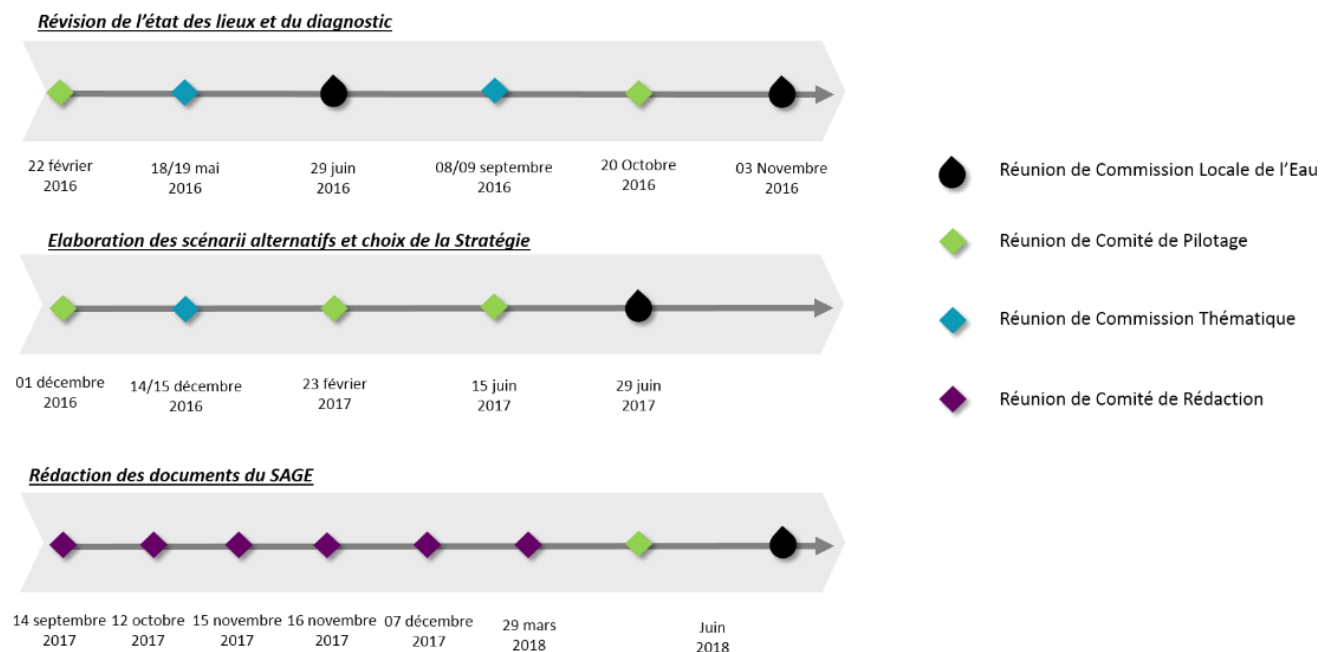 Révision de l'état des lieux et du diagnostic
22 février
2016
18/19 mai
2016
29 juin
2016
08/09 septembre
2016
20 Octobre
2016
03 Novembre
2016
Elaboration des scénarii alternatifs et choix de la Stratégie
01 décembre
2016
14/15 décembre
2016
23 février
2017
15 juin
2017
29 juin
2017
Rédaction des documents du SAGE
14 septembre
2017
12 octobre
2017
15 novembre
2017
16 novembre
2017
07 décembre
2017
29 mars
2018
Juin
2018
Réunion de Commission Locale de l'Eau
Réunion de Comité de Pilotage
Réunion de Commission Thématique
Réunion de Comité de Rédaction